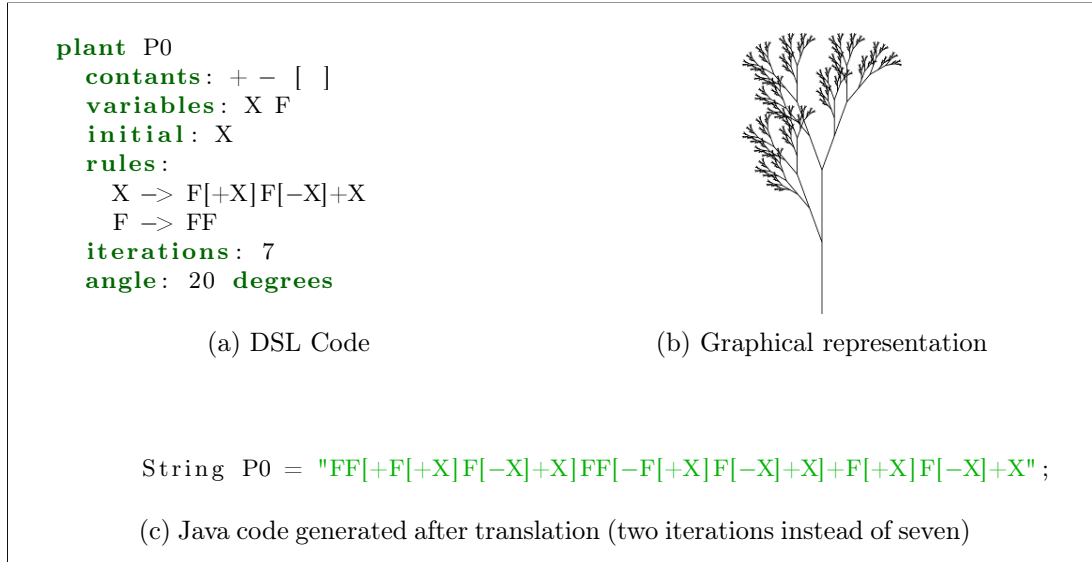 plant P0
contants: + − [ ]
variables: X F
initial: X
rules:
X −> F[+X]F[−X]+X
F −> FF
iterations: 7
angle: 20 degrees
(a) DSL Code
(b) Graphical representation
String P0 = "FF[+F[+X]F[−X]+X]FF[−F[+X]F[−X]+X]+F[+X]F[−X]+X";
(c) Java code generated after translation (two iterations instead of seven)